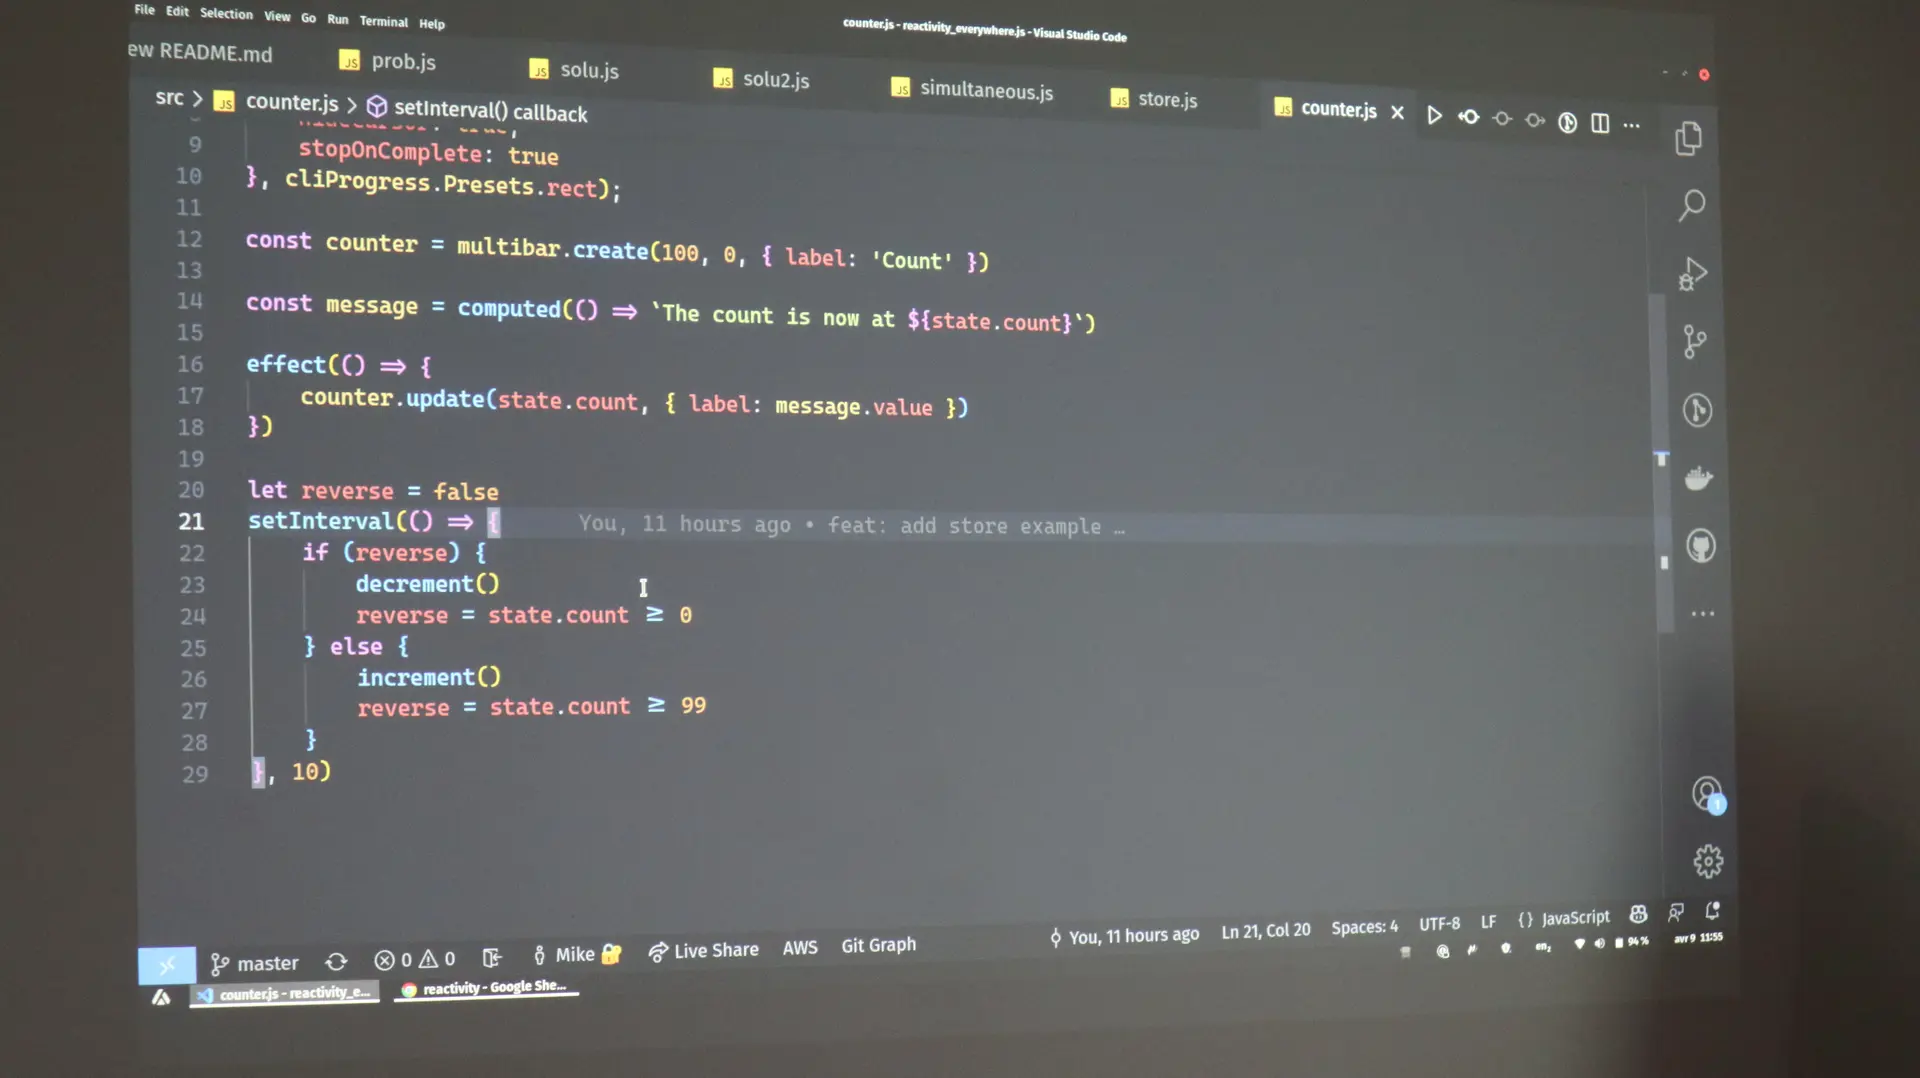 File Edit Selection View Go Run Terminal Help
counter.js - reactivity_everywhere.js - Visual Studio Code
ew README.md
prob.js
solu.js
solu2.js
simultaneous.js
store.js
counter.js
src > counter.js > setInterval() callback
9 stopOnComplete: true
10 }, cliProgress.Presets.rect);
11
12 const counter = multibar.create(100, 0, { label: 'Count' })
13
14 const message = computed(() ⇒ `The count is now at ${state.count}`)
15
16 effect(() ⇒ {
17 counter.update(state.count, { label: message.value })
18 })
19
20 let reverse = false
21 setInterval(() ⇒ { You, 11 hours ago • feat: add store example …
22 if (reverse) {
23 decrement()
24 reverse = state.count ≥ 0
25 } else {
26 increment()
27 reverse = state.count ≥ 99
28 }
29 }, 10)
1
master 0 0 Mike Live Share AWS Git Graph You, 11 hours ago Ln 21, Col 20 Spaces: 4 UTF-8 LF {} JavaScript
counter.js - reactivity_e... reactivity - Google She... en₂ 94% avr 9 11:55